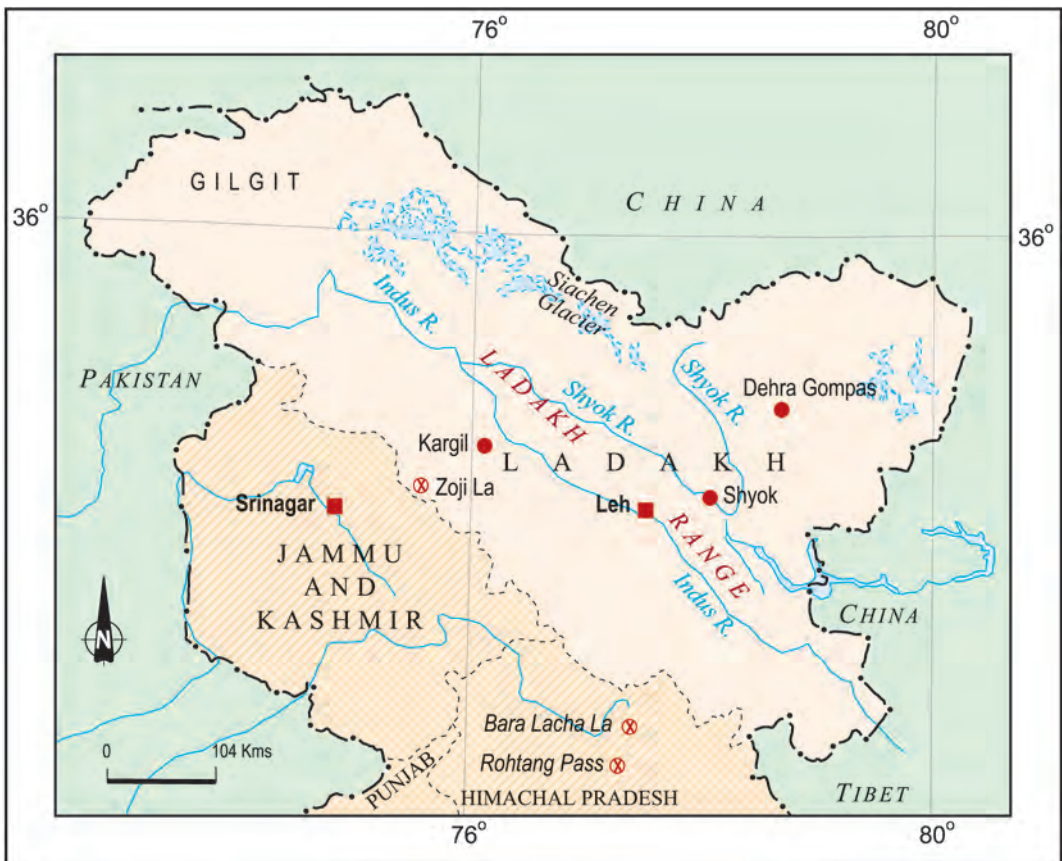 76°
80°
GILGIT
CHINA
36°
36°
Siachen
Glacier
Indus R.
PAKISTAN
LADAKH
Shyok R.
Shyok R.
Dehra Gompas
Kargil
LADAKH
Zoji La
Srinagar
Leh
Shyok
RANGE
JAMMU
AND
KASHMIR
Indus R.
CHINA
N
Bara Lacha La
0
104 Kms
Rohtang Pass
PUNJAB
HIMACHAL PRADESH
TIBET
76°
80°